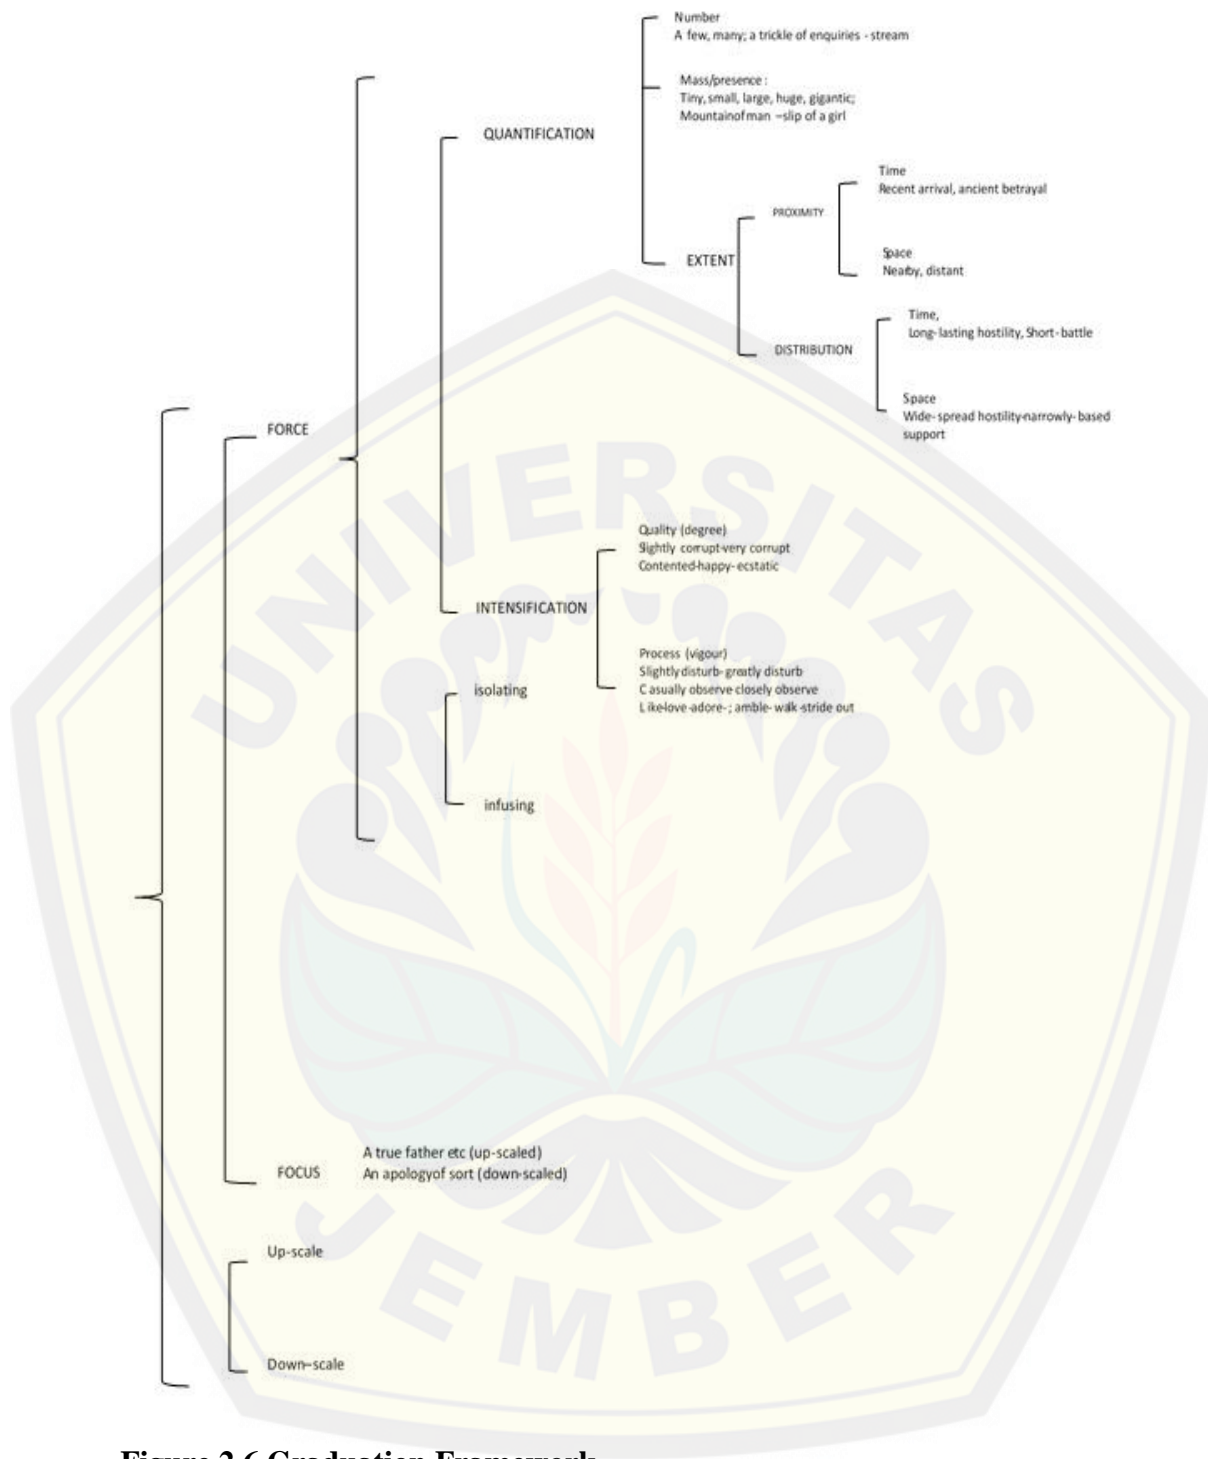 Number
A few, many; a trickle of enquiries - stream
Mass/presence :
Tiny, small, large, huge, gigantic;
Mountainofman –slip of a girl
QUANTIFICATION
Time
Recent arrival, ancient betrayal
PROXIMITY
Space
Nearby, distant
EXTENT
Time,
Long-lasting hostility, Short-battle
DISTRIBUTION
Space
Wide-spread hostility-narrowly-based
support
FORCE
Quality (degree)
Slightly corrupt-very corrupt
Contented-happy-ecstatic
INTENSIFICATION
Process (vigour)
Slightly disturb-greatly disturb
C asually observe closely observe
Like-love-adore-; amble-walk-stride out
isolating
infusing
A true father etc (up-scaled)
FOCUS
An apologyof sort (down-scaled)
Up-scale
Down–scale
UNIVERSITAS
JEMBER
Figure 2.6 Graduation Framework